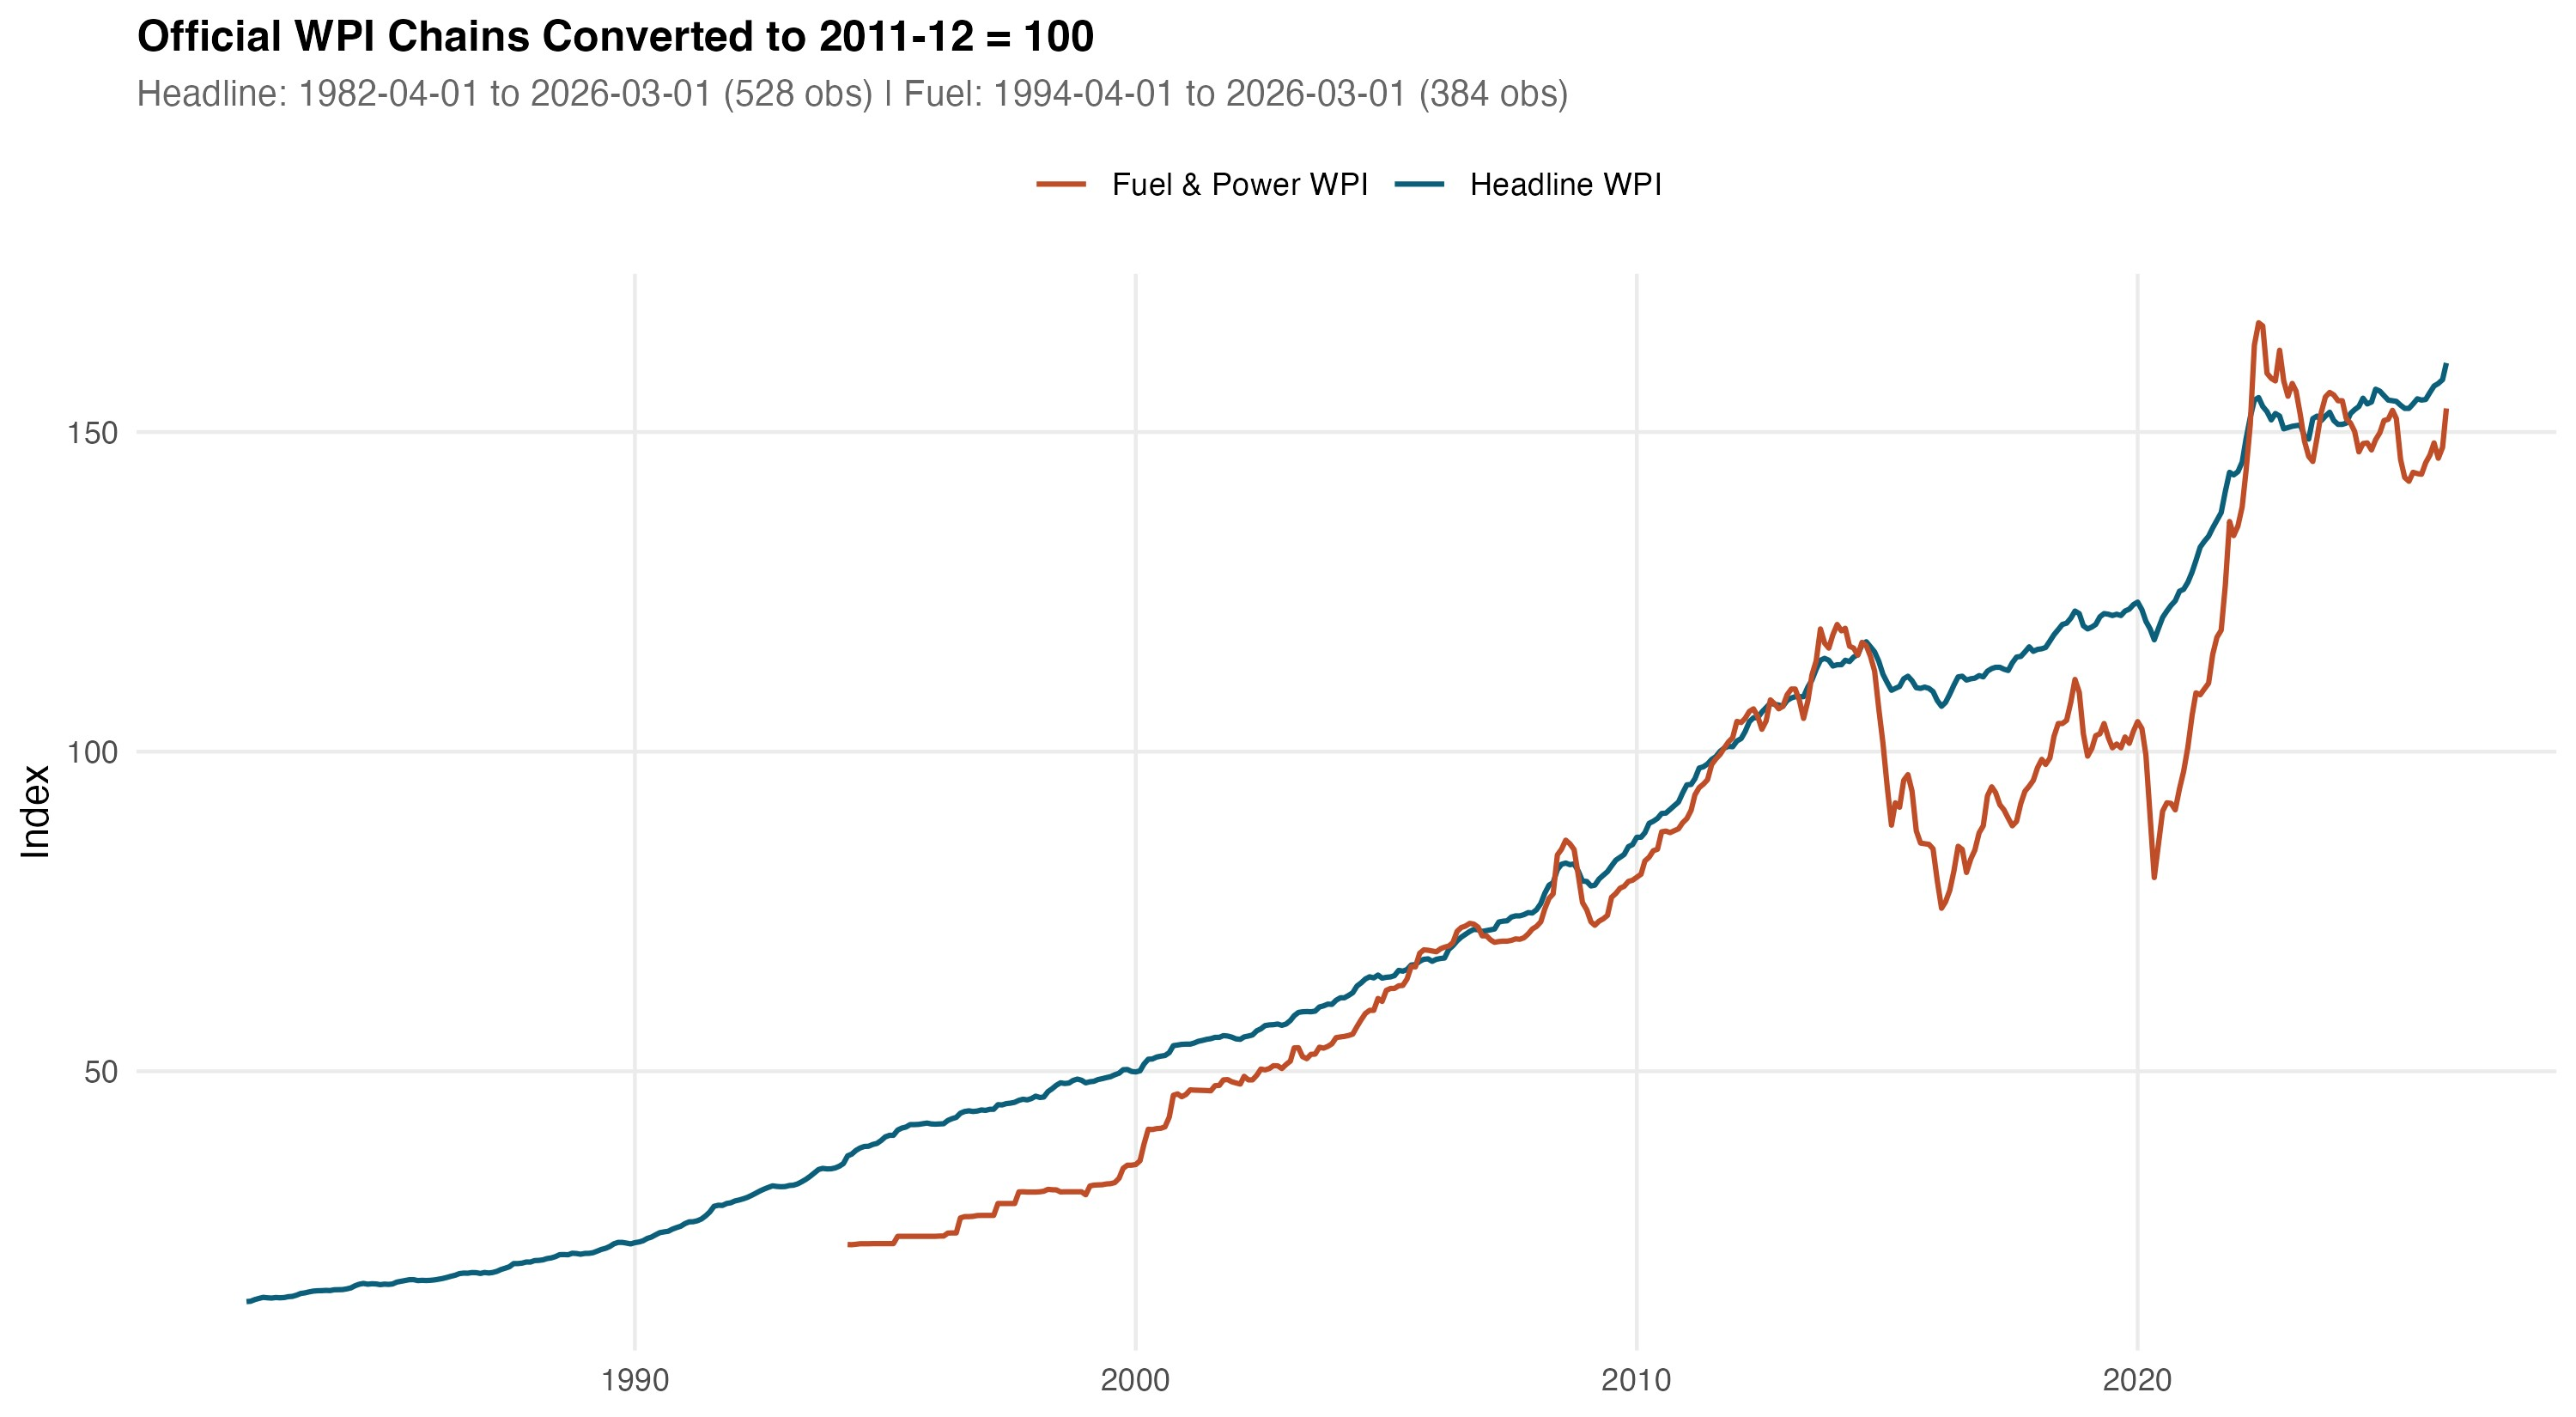 Official WPI Chains Converted to 2011-12 = 100
Headline: 1982-04-01 to 2026-03-01 (528 obs) | Fuel: 1994-04-01 to 2026-03-01 (384 obs)
Fuel & Power WPI
Headline WPI
150
100
50
Index
1990
2000
2010
2020